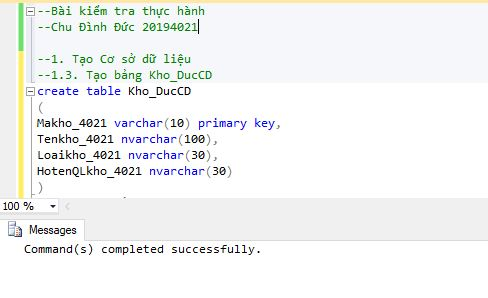 --Bài kiểm tra thực hành
--Chu Đình Đức 20194021
--1. Tạo Cơ sở dữ liệu
--1.3. Tạo bảng Kho_DucCD
create table Kho_DucCD
(
Makho_4021 varchar(10) primary key,
Tenkho_4021 nvarchar(100),
Loaikho_4021 nvarchar(30),
HotenQLkho_4021 nvarchar(30)
)
100 %
Messages
Command(s) completed successfully.